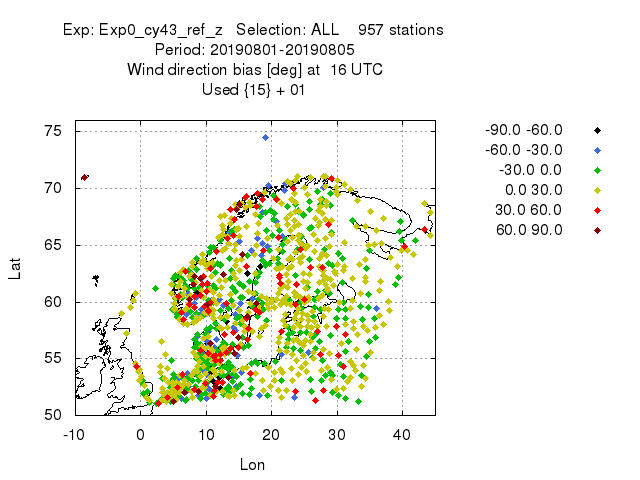 Exp: Exp0_cy43_ref_z   Selection: ALL    957 stations
Period: 20190801-20190805
Wind direction bias [deg] at  16 UTC
Used {15} + 01
-90.0 -60.0
-60.0 -30.0
-30.0 0.0
0.0 30.0
30.0 60.0
60.0 90.0
75
70
65
60
55
50
Lat
-10 0 10 20 30 40
Lon